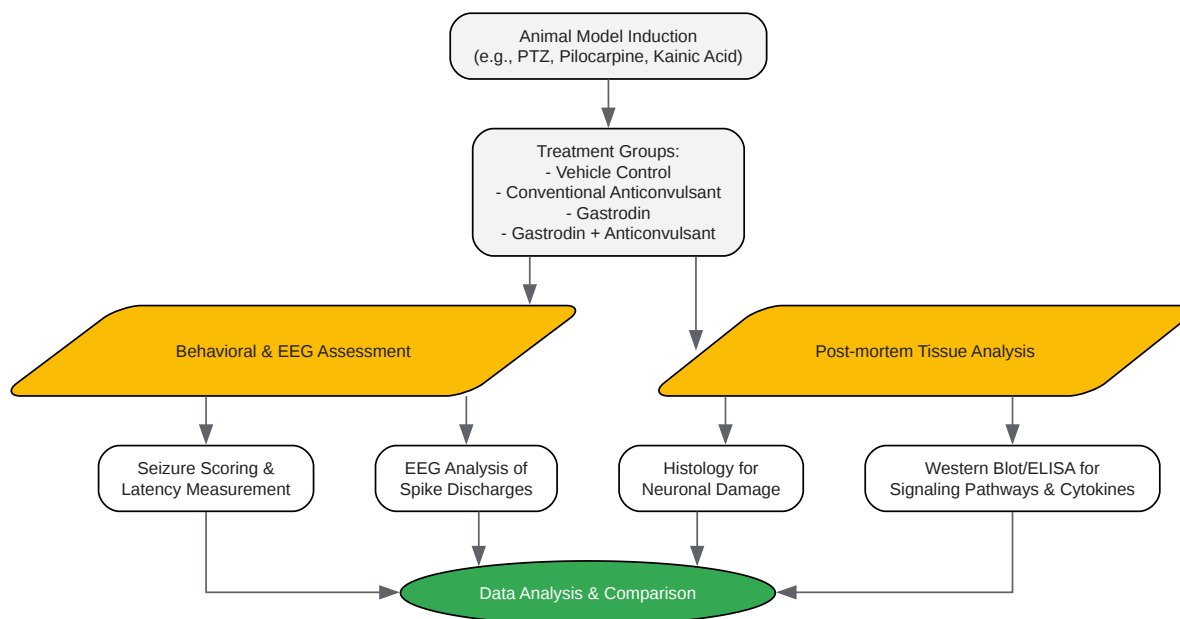 Animal Model Induction
(e.g., PTZ, Pilocarpine, Kainic Acid)
Treatment Groups:
- Vehicle Control
- Conventional Anticonvulsant
- Gastrodin
- Gastrodin + Anticonvulsant
Behavioral & EEG Assessment
Post-mortem Tissue Analysis
Seizure Scoring &
Latency Measurement
EEG Analysis of
Spike Discharges
Histology for
Neuronal Damage
Western Blot/ELISA for
Signaling Pathways & Cytokines
Data Analysis & Comparison